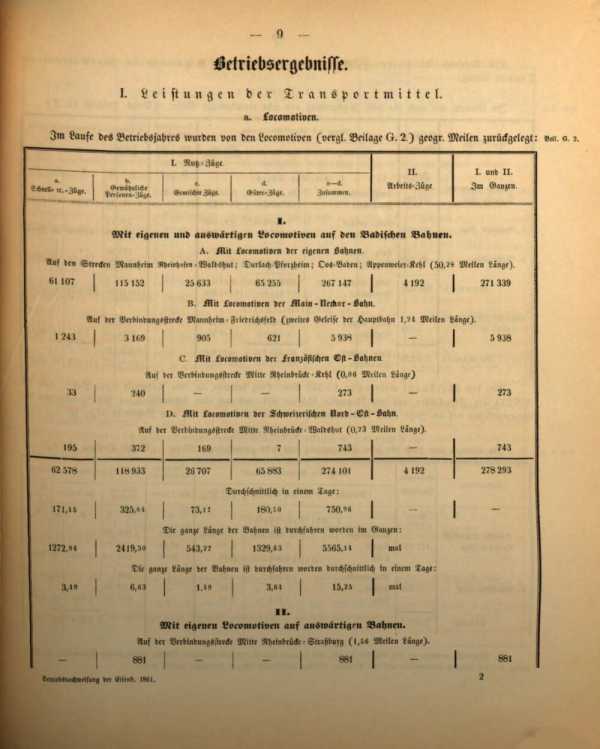 — 9 —
Betriebsergebnisse.
I. Leistungen der Transportmittel.
a. Locomotiven.
Im Laufe des Betriebsjahres wurden von den Locomotiven (vergl. Beilage G. 2.) geogr. Meilen zurückgelegt: Beil. G. 2.
I. Nutz-Züge.
II. Arbeits-Züge
I. und II. Im Ganzen.
a. Schnell- ec.-Züge.
b. Gewöhnliche Personen-Züge.
c. Gemischte Züge.
d. Güter-Züge.
a—d. Zusammen.
I.
Mit eigenen und auswärtigen Locomotiven auf den Badischen Bahnen.
A. Mit Locomotiven der eigenen Bahnen.
Auf den Strecken Mannheim Rheinhafen-Waldshut; Durlach-Pforzheim; Oos-Baden; Appenweier-Kehl (50,28 Meilen Länge).
61 107 115 152 25 633 65 255 267 147 4 192 271 339
B. Mit Locomotiven der Main-Neckar-Bahn.
Auf der Verbindungsstrecke Mannheim-Friedrichsfeld (zweites Geleise der Hauptbahn 1,24 Meilen Länge).
1 243 3 169 905 621 5 938 — 5 938
C. Mit Locomotiven der Französischen Ost-Bahnen
Auf der Verbindungsstrecke Mitte Rheinbrücke-Kehl (0,06 Meilen Länge)
33 240 — — 273 — 273
D. Mit Locomotiven der Schweizerischen Nord-Ost-Bahn.
Auf der Verbindungsstrecke Mitte Rheinbrücke-Waldshut (0,23 Meilen Länge).
195 372 169 7 743 — 743
62 578 118 933 26 707 65 883 274 101 4 192 278 293
Durchschnittlich in einem Tage:
171,45 325,84 73,17 180,50 750,96 — —
Die ganze Länge der Bahnen ist durchfahren worden im Ganzen:
1272,94 2419,30 543,27 1329,63 5565,14 mal
Die ganze Länge der Bahnen ist durchfahren worden durchschnittlich in einem Tage:
3,49 6,63 1,49 3,64 15,25 mal
II.
Mit eigenen Locomotiven auf auswärtigen Bahnen.
Auf der Verbindungsstrecke Mitte Rheinbrücke-Straßburg (1,56 Meilen Länge).
— 881 — — 881 — 881
Betriebsnachweisung der Eisenb. 1861. 2